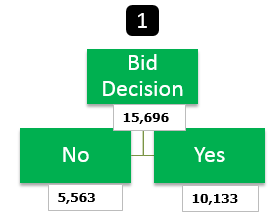 1
Bid
Decision
15,696
No
Yes
5,563
10,133